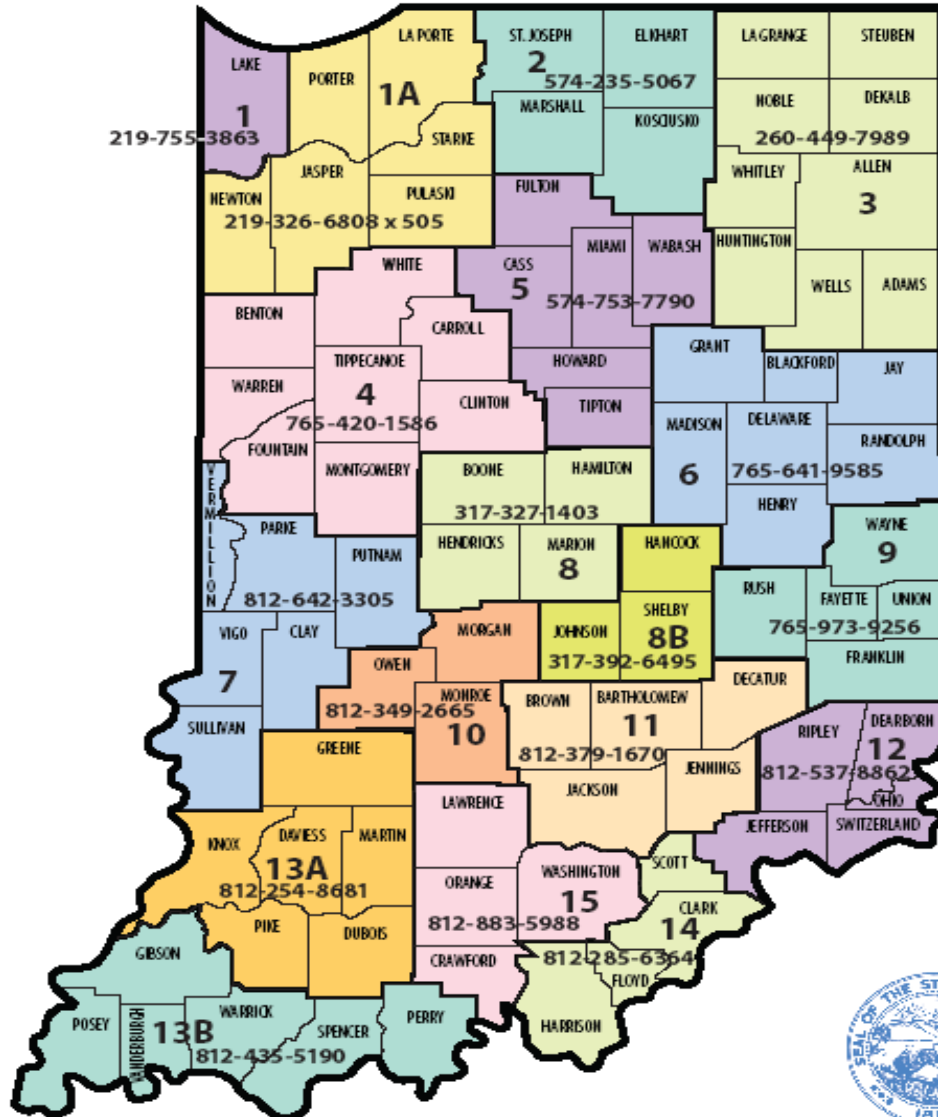 LAKE
1
219-755-3863
PORTER
LA PORTE
1A
STARKE
JASPER
NEWTON
PULASKI
219-326-6808 x 505
ST. JOSEPH
ELKHART
2
574-235-5067
MARSHALL
KOSCIUSKO
LA GRANGE
STEUBEN
NOBLE
DEKALB
260-449-7989
WHITLEY
ALLEN
3
HUNTINGTON
WELLS
ADAMS
FULTON
MIAMI
WABASH
CASS
5
574-753-7790
HOWARD
TIPTON
WHITE
BENTON
CARROLL
TIPPECANOE
WARREN
4
CLINTON
765-420-1586
FOUNTAIN
MONTGOMERY
GRANT
BLACKFORD
JAY
MADISON
DELAWARE
RANDOLPH
6
765-641-9585
HENRY
BOONE
HAMILTON
317-327-1403
HENDRICKS
MARION
8
HANCOCK
JOHNSON
SHELBY
8B
317-392-6495
WAYNE
9
RUSH
FAYETTE
UNION
765-973-9256
FRANKLIN
VERMILLION
PARKE
PUTNAM
812-642-3305
VIGO
CLAY
7
SULLIVAN
MORGAN
OWEN
MONROE
812-349-2665
10
BROWN
BARTHOLOMEW
DECATUR
11
812-379-1670
JENNINGS
JACKSON
RIPLEY
DEARBORN
12
812-537-8862
OHIO
JEFFERSON
SWITZERLAND
GREENE
KNOX
DAVIESS
MARTIN
13A
812-254-8681
PIKE
DUBOIS
LAWRENCE
ORANGE
WASHINGTON
15
812-883-5988
CRAWFORD
SCOTT
CLARK
14
812-285-6364
FLOYD
HARRISON
GIBSON
POSEY
VANDERBURGH
WARRICK
SPENCER
PERRY
13B
812-435-5190
SEAL OF THE ST